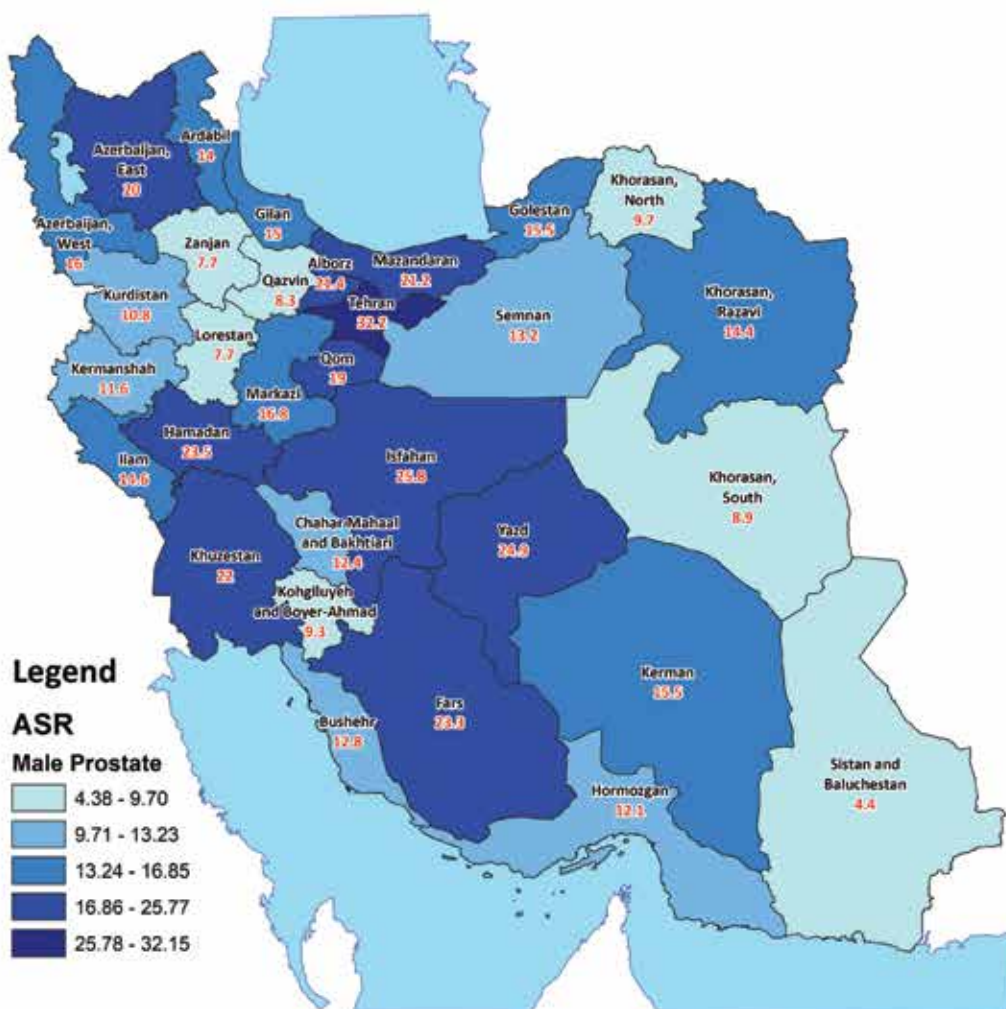 Ardabil
14
Azerbaijan,
East
20
Khorasan,
North
9.7
Golestan
15.5
Gilan
15
Azerbaijan,
West
16
Zanjan
7.7
Alborz
21.4
Mazandaran
21.2
Qazvin
8.3
Kurdistan
10.8
Tehran
32.2
Semnan
13.2
Khorasan,
Razavi
14.4
Lorestan
7.7
Kermanshah
11.6
Qom
19
Markazi
16.8
Hamadan
23.5
Ilam
14.6
Isfahan
25.8
Khorasan,
South
8.9
Chahar Mahaal
and Bakhtiari
12.4
Yazd
24.9
Khuzestan
22
Kohgiluyeh
and Boyer-Ahmad
9.3
Kerman
15.5
Fars
23.3
Bushehr
12.8
Hormozgan
12.1
Sistan and
Baluchestan
4.4
Legend
ASR
Male Prostate
4.38 - 9.70
9.71 - 13.23
13.24 - 16.85
16.86 - 25.77
25.78 - 32.15